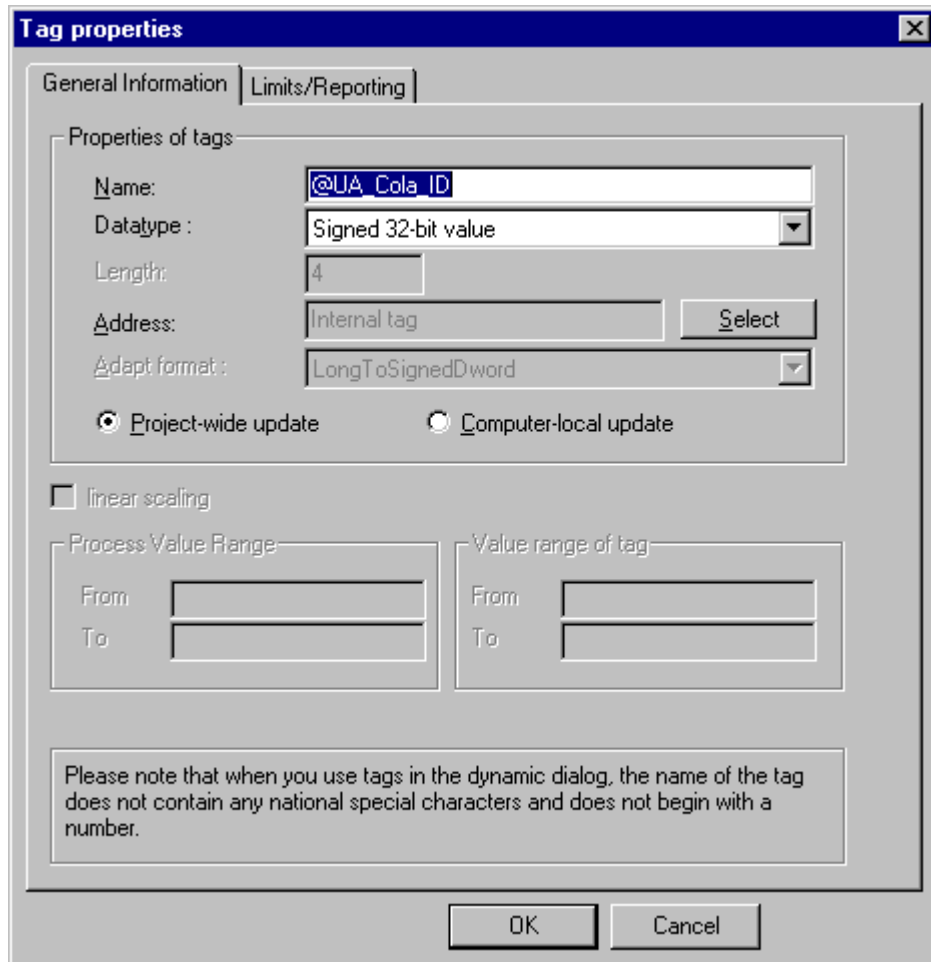 Tag properties
General Information
Limits/Reporting
Properties of tags
Name:
@UA_Cola_ID
Datatype :
Signed 32-bit value
Length:
4
Address:
Internal tag
Select
Adapt format :
LongToSignedDword
Project-wide update
Computer-local update
linear scaling
Process Value Range
From
To
Value range of tag
From
To
Please note that when you use tags in the dynamic dialog, the name of the tag
does not contain any national special characters and does not begin with a
number.
OK
Cancel